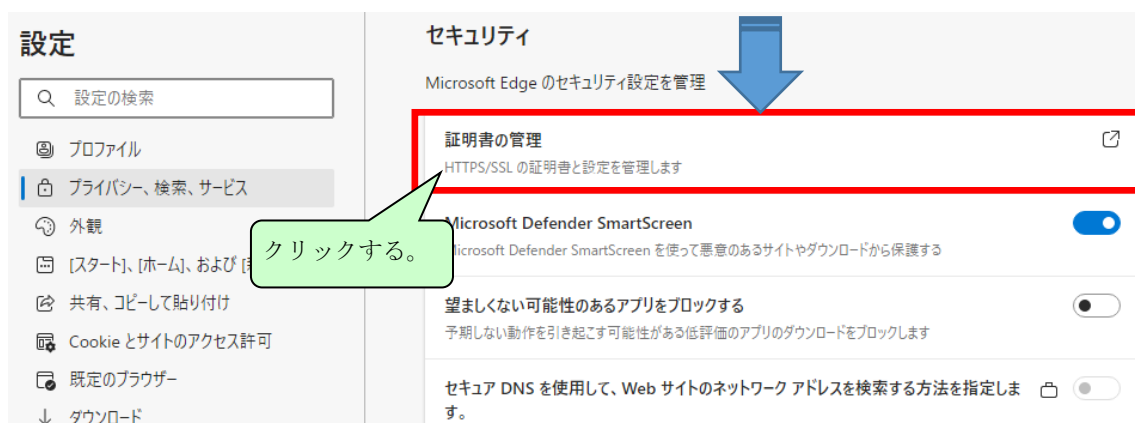 設定
設定の検索
プロファイル
プライバシー、検索、サービス
外観
[スタート]、[ホーム]、および [
共有、コピーして貼り付け
Cookie とサイトのアクセス許可
既定のブラウザー
ダウンロード
セキュリティ
Microsoft Edge のセキュリティ設定を管理
証明書の管理
HTTPS/SSL の証明書と設定を管理します
クリックする。
Microsoft Defender SmartScreen
Microsoft Defender SmartScreen を使って悪意のあるサイトやダウンロードから保護する
望ましくない可能性のあるアプリをブロックする
予期しない動作を引き起こす可能性がある低評価のアプリのダウンロードをブロックします
セキュア DNS を使用して、Web サイトのネットワーク アドレスを検索する方法を指定しま
す。